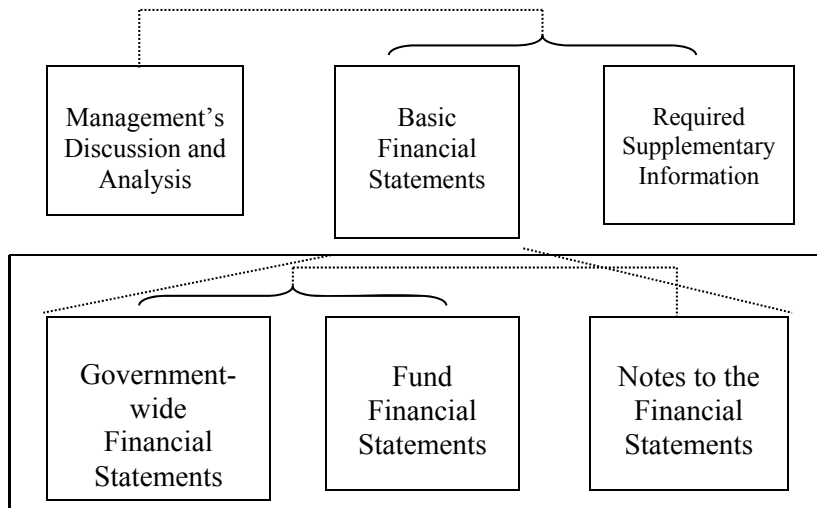 Management’s
Discussion and
Analysis
Basic
Financial
Statements
Required
Supplementary
Information
Government-
wide
Financial
Statements
Fund
Financial
Statements
Notes to the
Financial
Statements